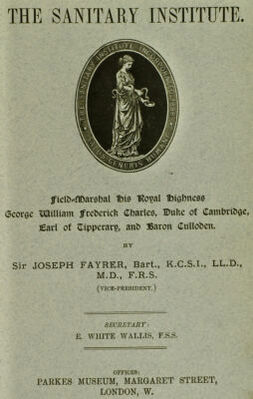 THE SANITARY INSTITUTE.
Field-Marshal His Royal Highness
George William Frederick Charles, Duke of Cambridge,
Earl of Tipperary, and Baron Culloden.
BY
Sir JOSEPH FAYRER, Bart., K.C.S.I., LL.D.,
M.D., F.R.S.
(VICE-PRESIDENT.)
SECRETARY:
E. WHITE WALLIS, F.S.S.
OFFICES:
PARKES MUSEUM, MARGARET STREET,
LONDON, W.